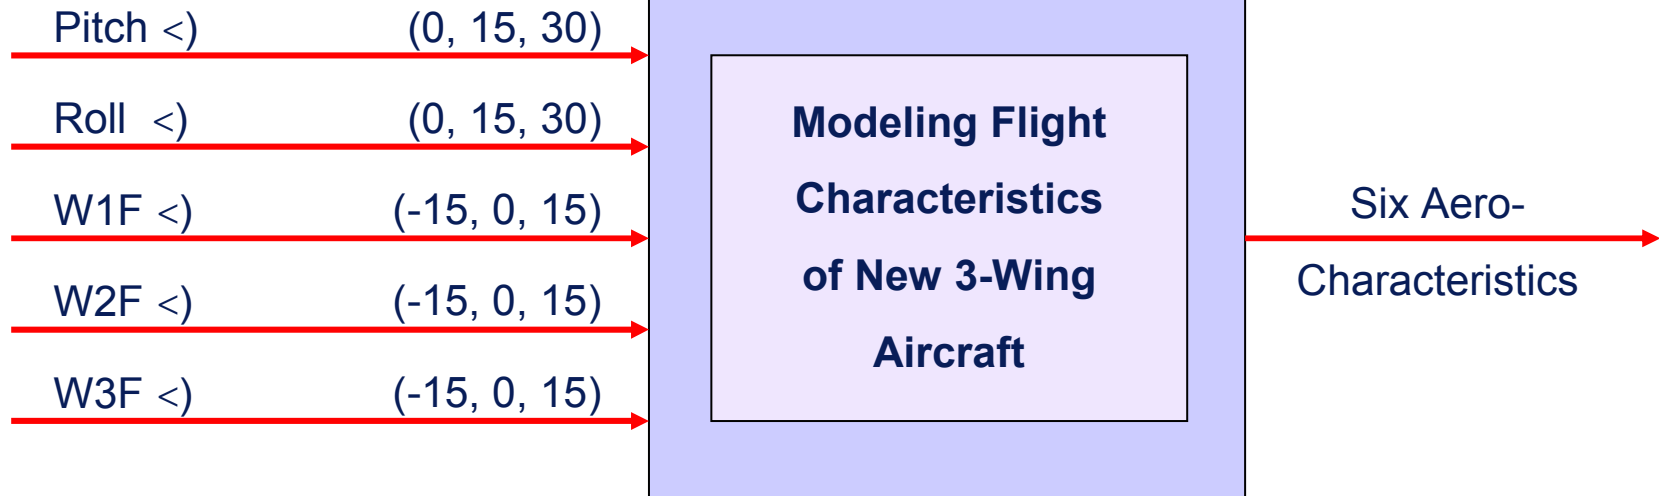 Pitch <) (0, 15, 30)
Roll <) (0, 15, 30)
W1F <) (-15, 0, 15)
W2F <) (-15, 0, 15)
W3F <) (-15, 0, 15)
Modeling Flight
Characteristics
of New 3-Wing
Aircraft
Six Aero-
Characteristics